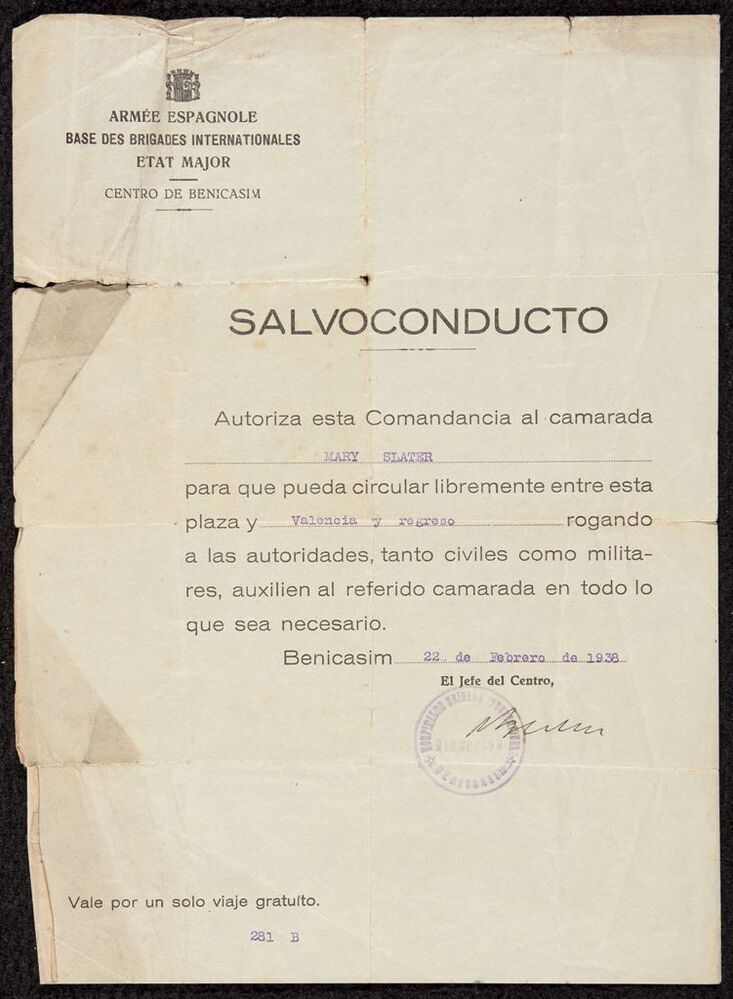 ARMÉE ESPAGNOLE
BASE DES BRIGADES INTERNATIONALES
ETAT MAJOR
CENTRO DE BENICASIM
SALVOCONDUCTO
Autoriza esta Comandancia al camarada
MARY SLATER
para que pueda circular libremente entre esta
plaza y Valencia y regreso rogando
a las autoridades, tanto civiles como milita-
res, auxilien al referido camarada en todo lo
que sea necesario.
Benicasim 22 de Febrero de 1938
El Jefe del Centro,
DIRECCION
Vale por un solo viaje gratuíto.
281 B